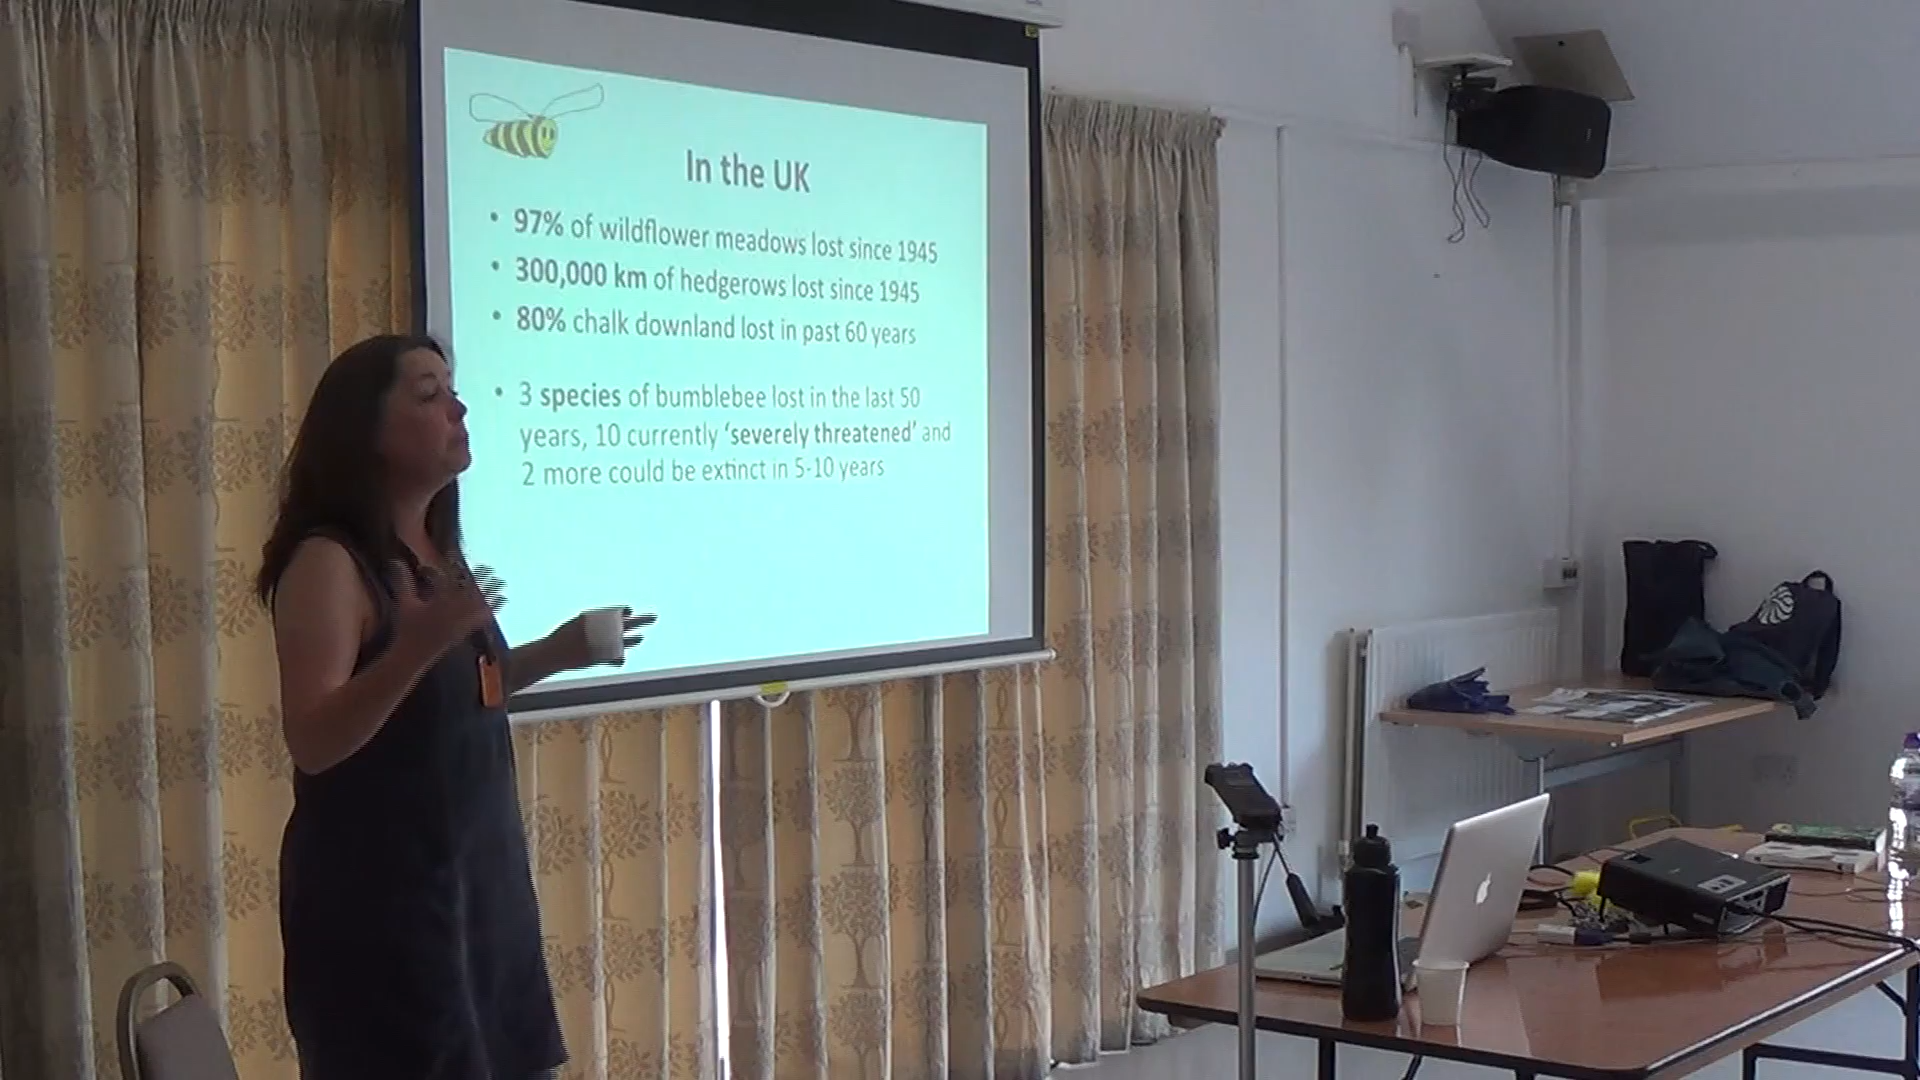 In the UK
• 97% of wildflower meadows lost since 1945
• 300,000 km of hedgerows lost since 1945
• 80% chalk downland lost in past 60 years
• 3 species of bumblebee lost in the last 50
years, 10 currently ‘severely threatened’ and
2 more could be extinct in 5-10 years